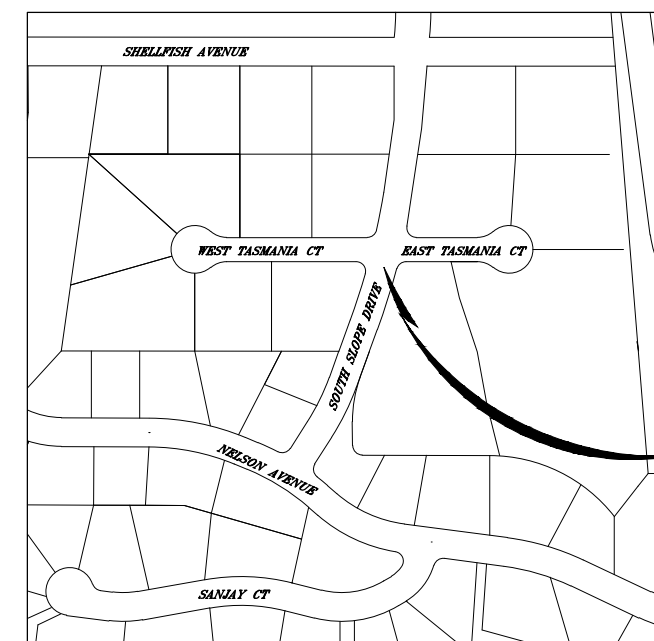 SHELLFISH AVENUE
WEST TASMANIA CT
EAST TASMANIA CT
SOUTH SLOPE DRIVE
NELSON AVENUE
SANJAY CT